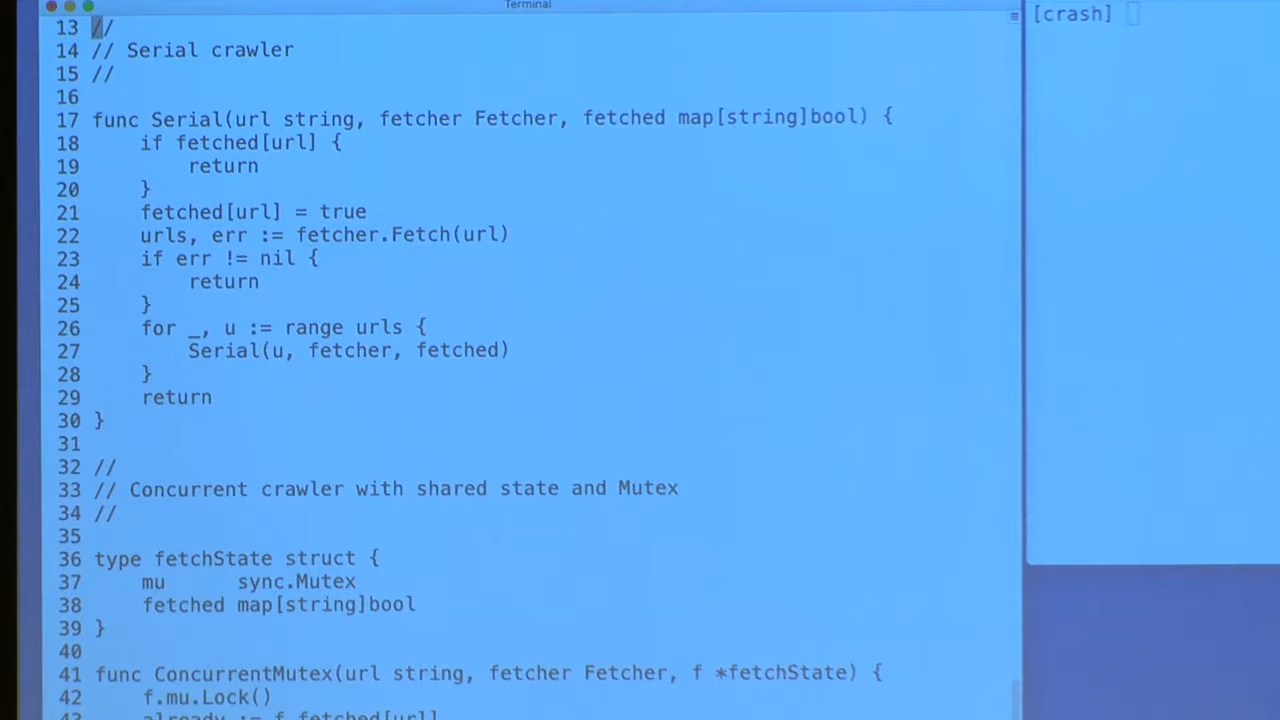 Terminal
[crash]
13 //
14 // Serial crawler
15 //
16
17 func Serial(url string, fetcher Fetcher, fetched map[string]bool) {
18     if fetched[url] {
19         return
20     }
21     fetched[url] = true
22     urls, err := fetcher.Fetch(url)
23     if err != nil {
24         return
25     }
26     for _, u := range urls {
27         Serial(u, fetcher, fetched)
28     }
29     return
30 }
31
32 //
33 // Concurrent crawler with shared state and Mutex
34 //
35
36 type fetchState struct {
37     mu      sync.Mutex
38     fetched map[string]bool
39 }
40
41 func ConcurrentMutex(url string, fetcher Fetcher, f *fetchState) {
42     f.mu.Lock()
43     already := f.fetched[url]